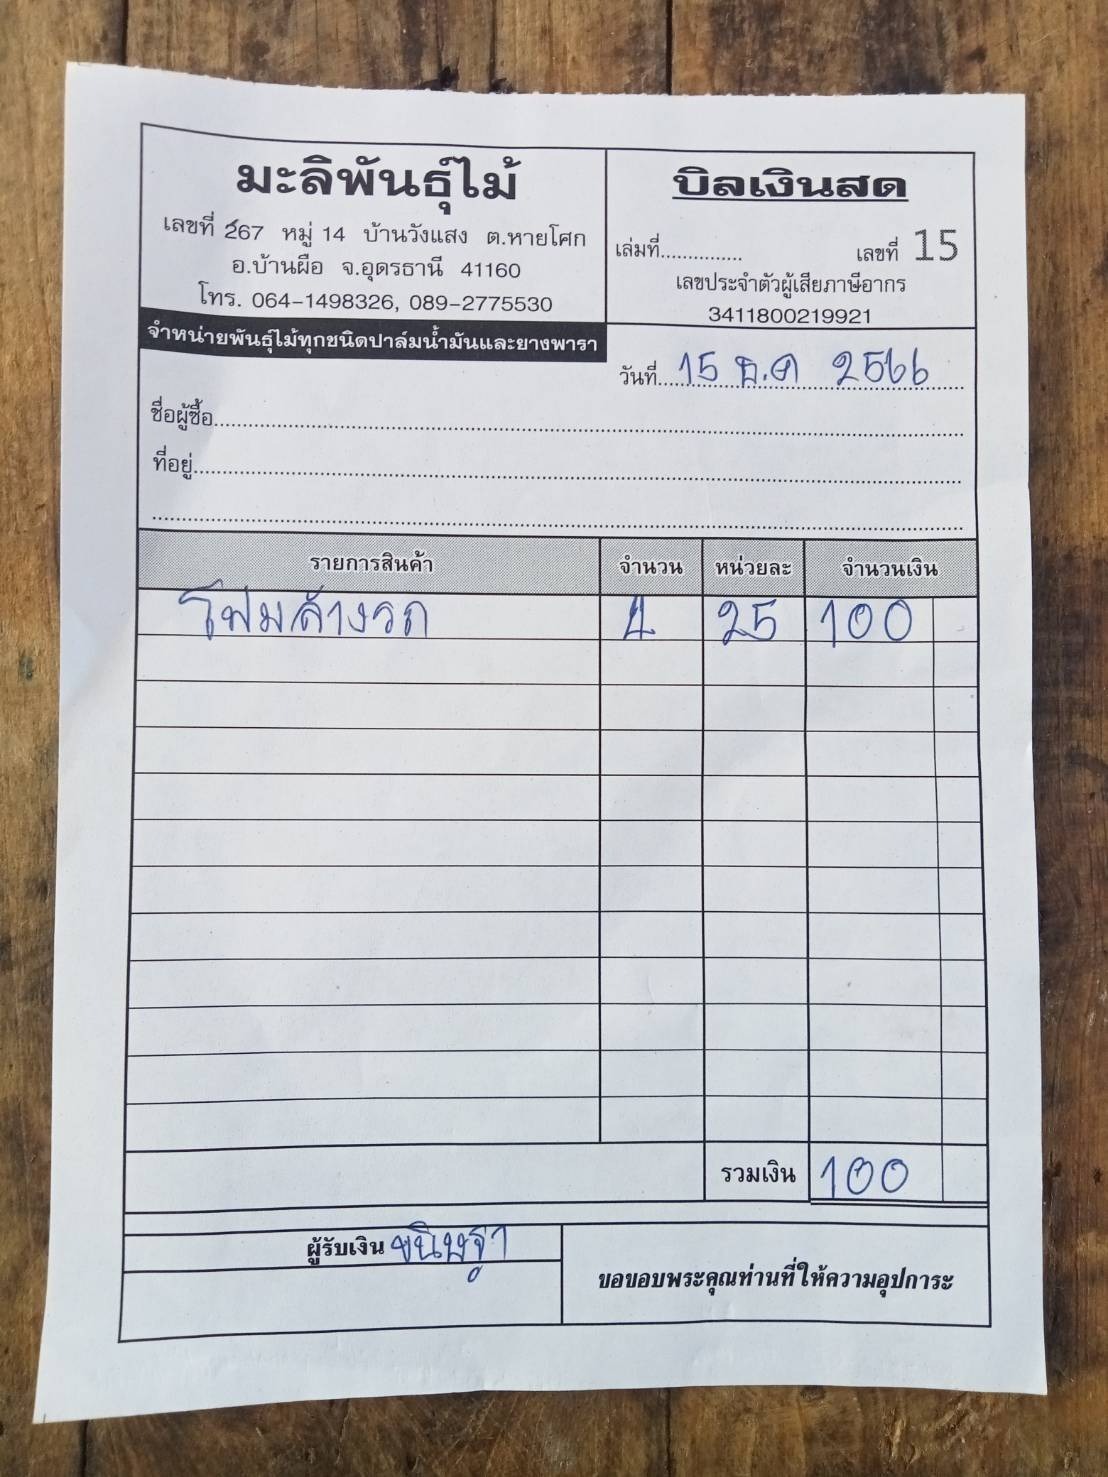 มะลิพันธุ์ไม้
เลขที่ 267 หมู่ 14 บ้านวังแสง ต.หายโศก
อ.บ้านผือ จ.อุดรธานี 41160
โทร. 064-1498326, 089-2775530
จำหน่ายพันธุ์ไม้ทุกชนิดปาล์มน้ำมันและยางพารา
บิลเงินสด
เล่มที่............... เลขที่ 15
เลขประจำตัวผู้เสียภาษีอากร
3411800219921
วันที่ 15 ธ.ค 2566
ชื่อผู้ซื้อ
ที่อยู่
รายการสินค้า จำนวน หน่วยละ จำนวนเงิน
โฟมล้างรถ 4 25 100
รวมเงิน 100
ผู้รับเงิน ขนิษฐา
ขอขอบพระคุณท่านที่ให้ความอุปการะ